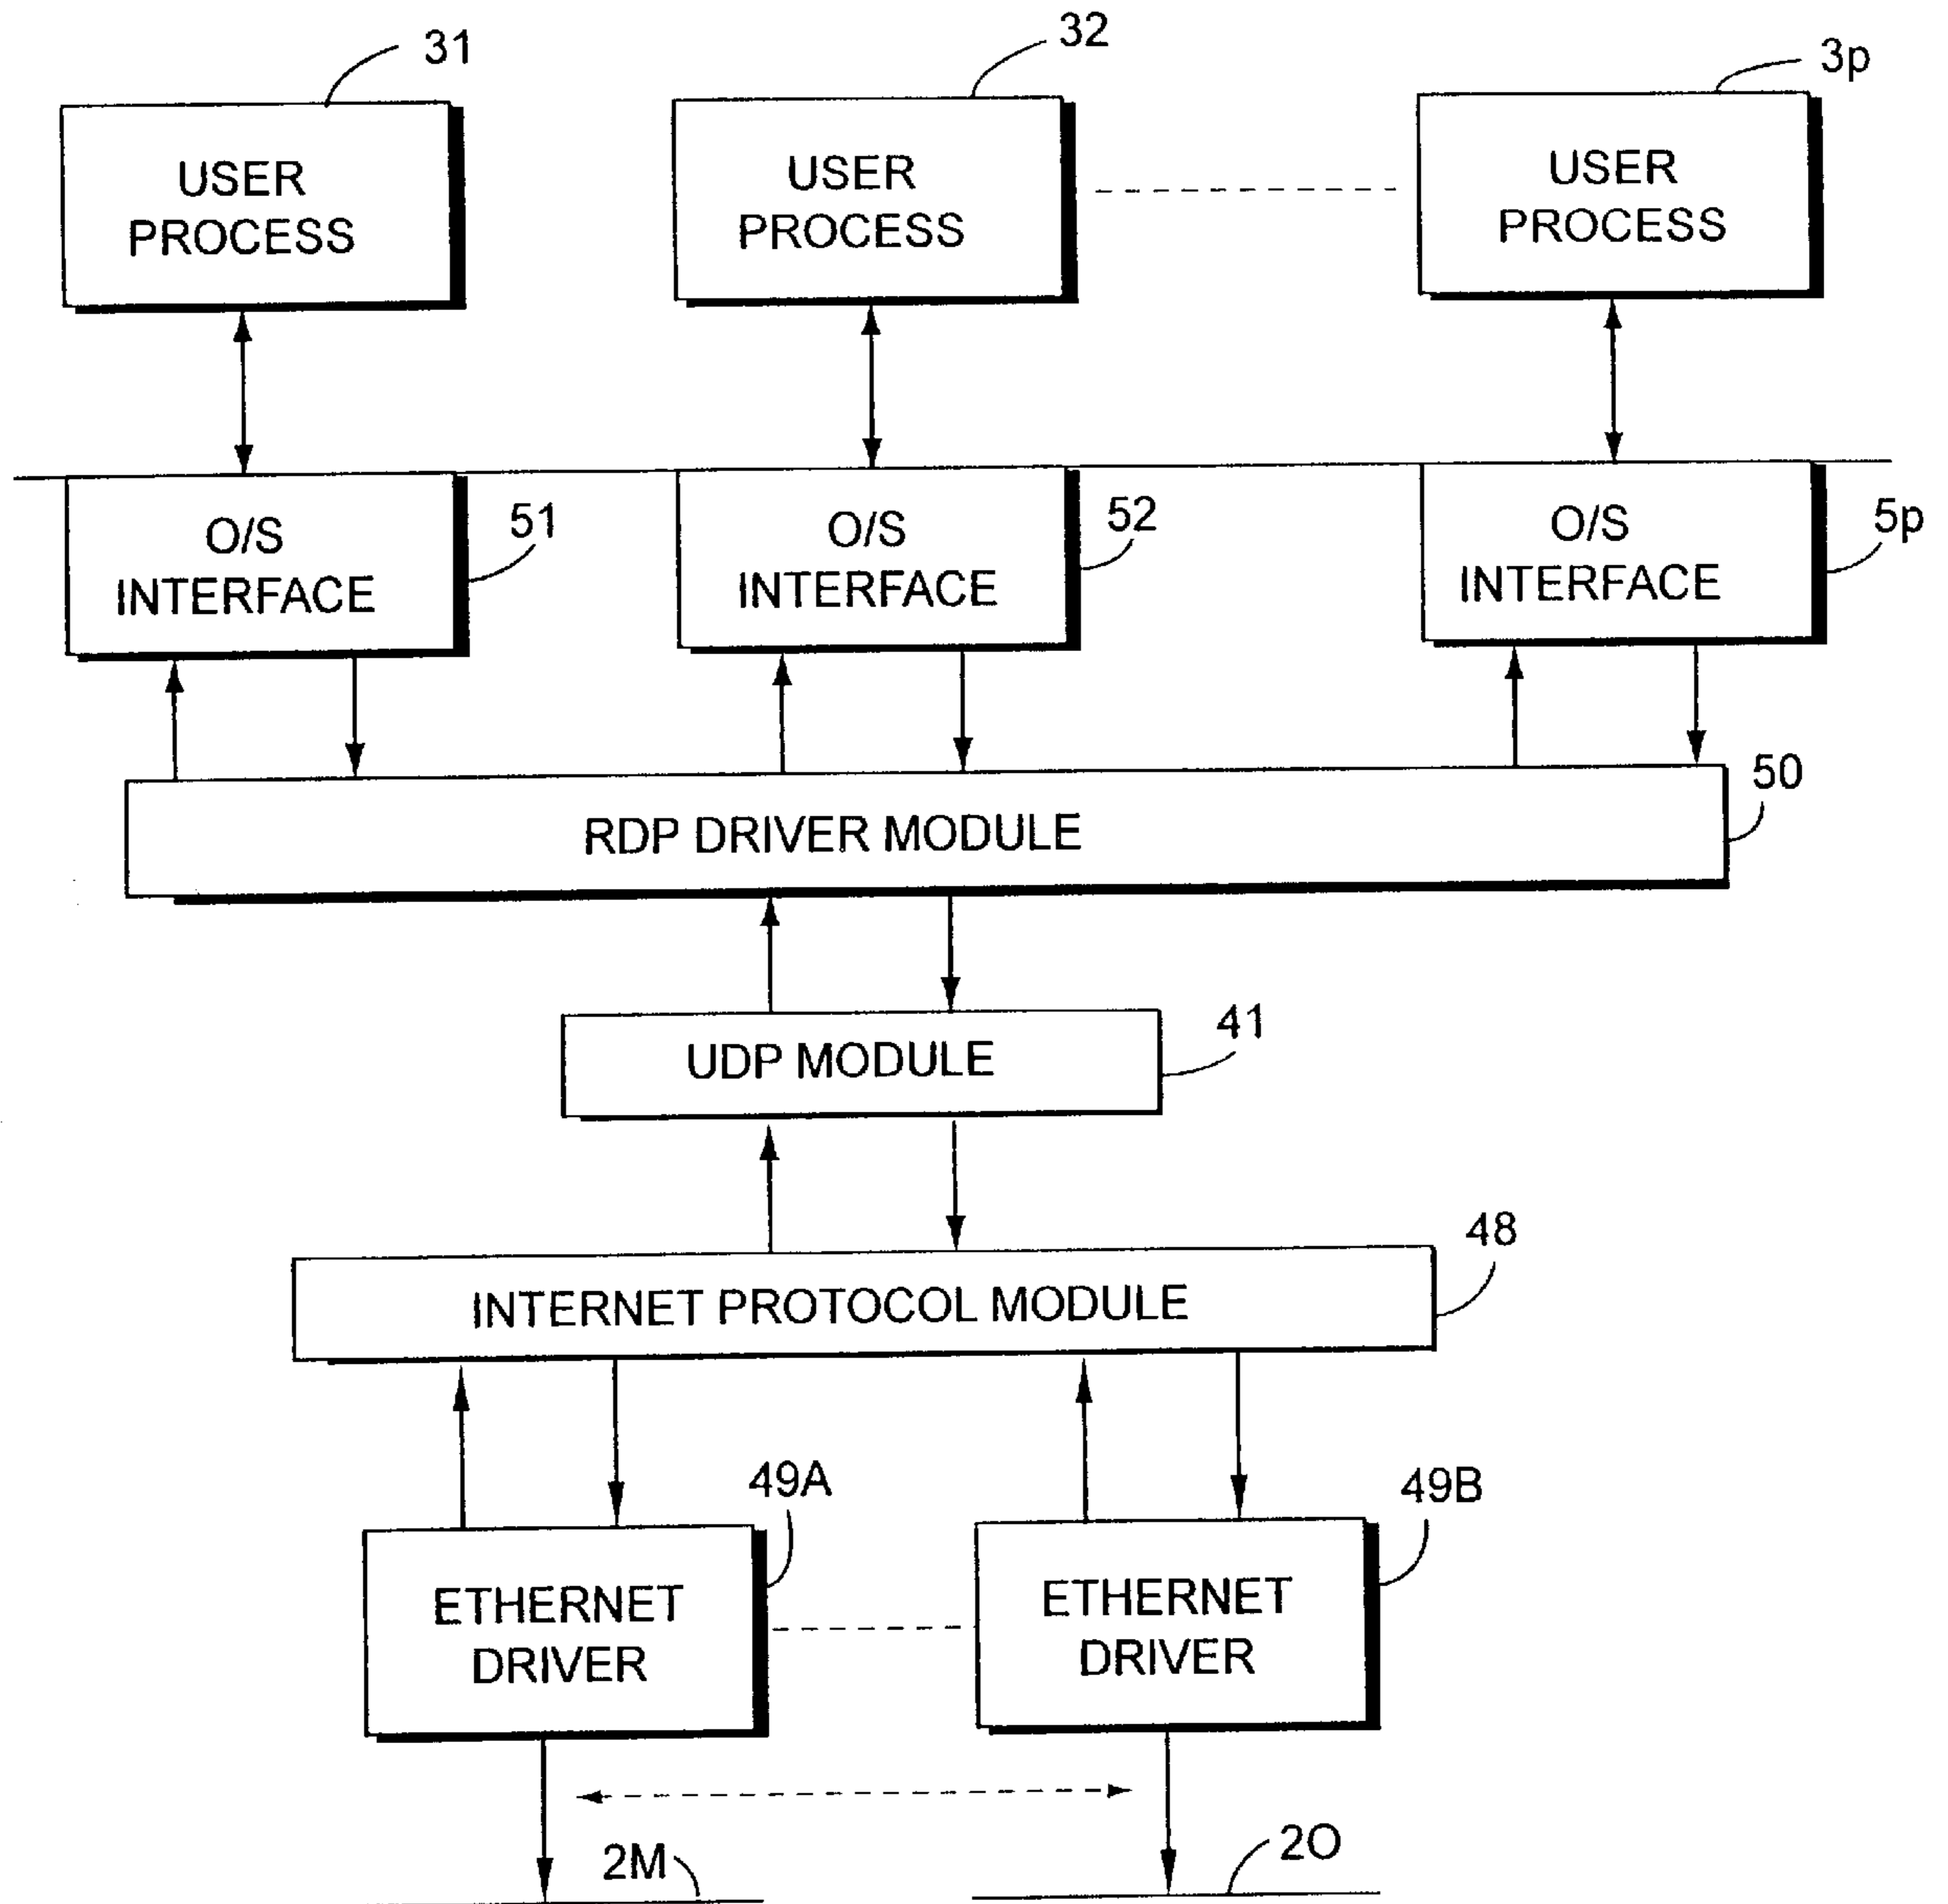 31
32
3p
USER
PROCESS
USER
PROCESS
USER
PROCESS
O/S
INTERFACE
51
O/S
INTERFACE
52
O/S
INTERFACE
5p
RDP DRIVER MODULE
50
UDP MODULE
41
INTERNET PROTOCOL MODULE
48
49A
49B
ETHERNET
DRIVER
ETHERNET
DRIVER
2M
2O